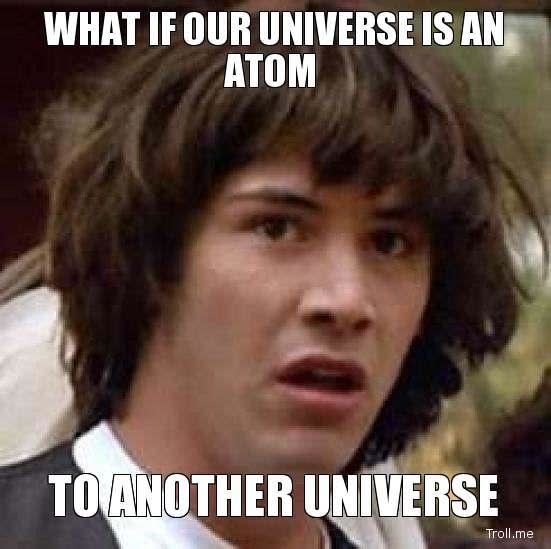 WHAT IF OUR UNIVERSE IS AN
ATOM
TO ANOTHER UNIVERSE
Troll.me